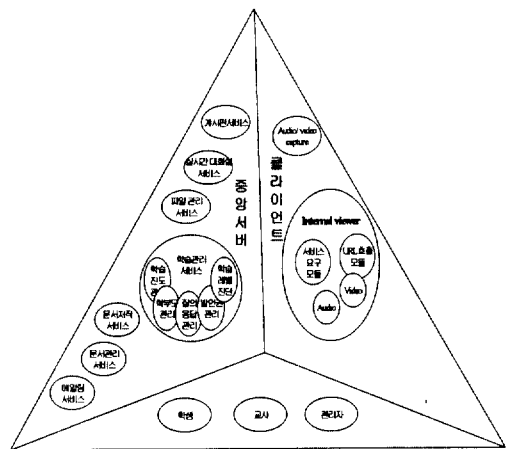 게시판서비스
실시간 대화방
서비스
파일 관리
서비스
중앙서버
학습관리
서비스
학습
진도
관리
학습
레벨
진단
학부모
관리
질의
응답
관리
발언권
관리
문서저작
서비스
문서관리
서비스
메일링
서비스
Audio/ video
capture
클라이언트
Internal viewer
서비스
요구
모듈
URL호출
모듈
Video
Audio
학생
교사
관리자